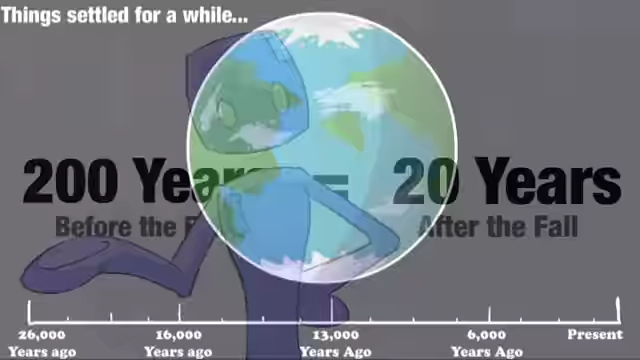 Things settled for a while...
200 Years = 20 Years
Before the After the Fall
26,000 16,000 13,000 6,000 Present
Years ago Years ago Years Ago Years Ago